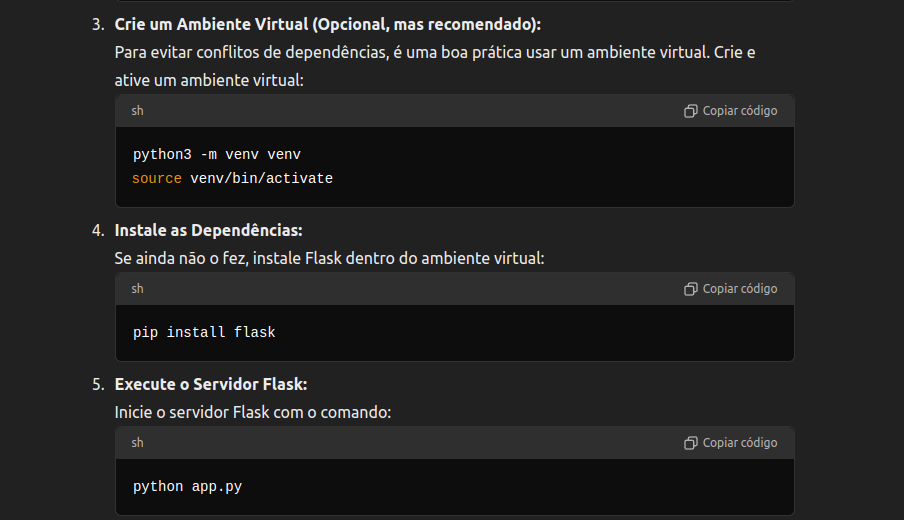 3. Crie um Ambiente Virtual (Opcional, mas recomendado):
Para evitar conflitos de dependências, é uma boa prática usar um ambiente virtual. Crie e
ative um ambiente virtual:
sh Copiar código
python3 -m venv venv
source venv/bin/activate
4. Instale as Dependências:
Se ainda não o fez, instale Flask dentro do ambiente virtual:
sh Copiar código
pip install flask
5. Execute o Servidor Flask:
Inicie o servidor Flask com o comando:
sh Copiar código
python app.py